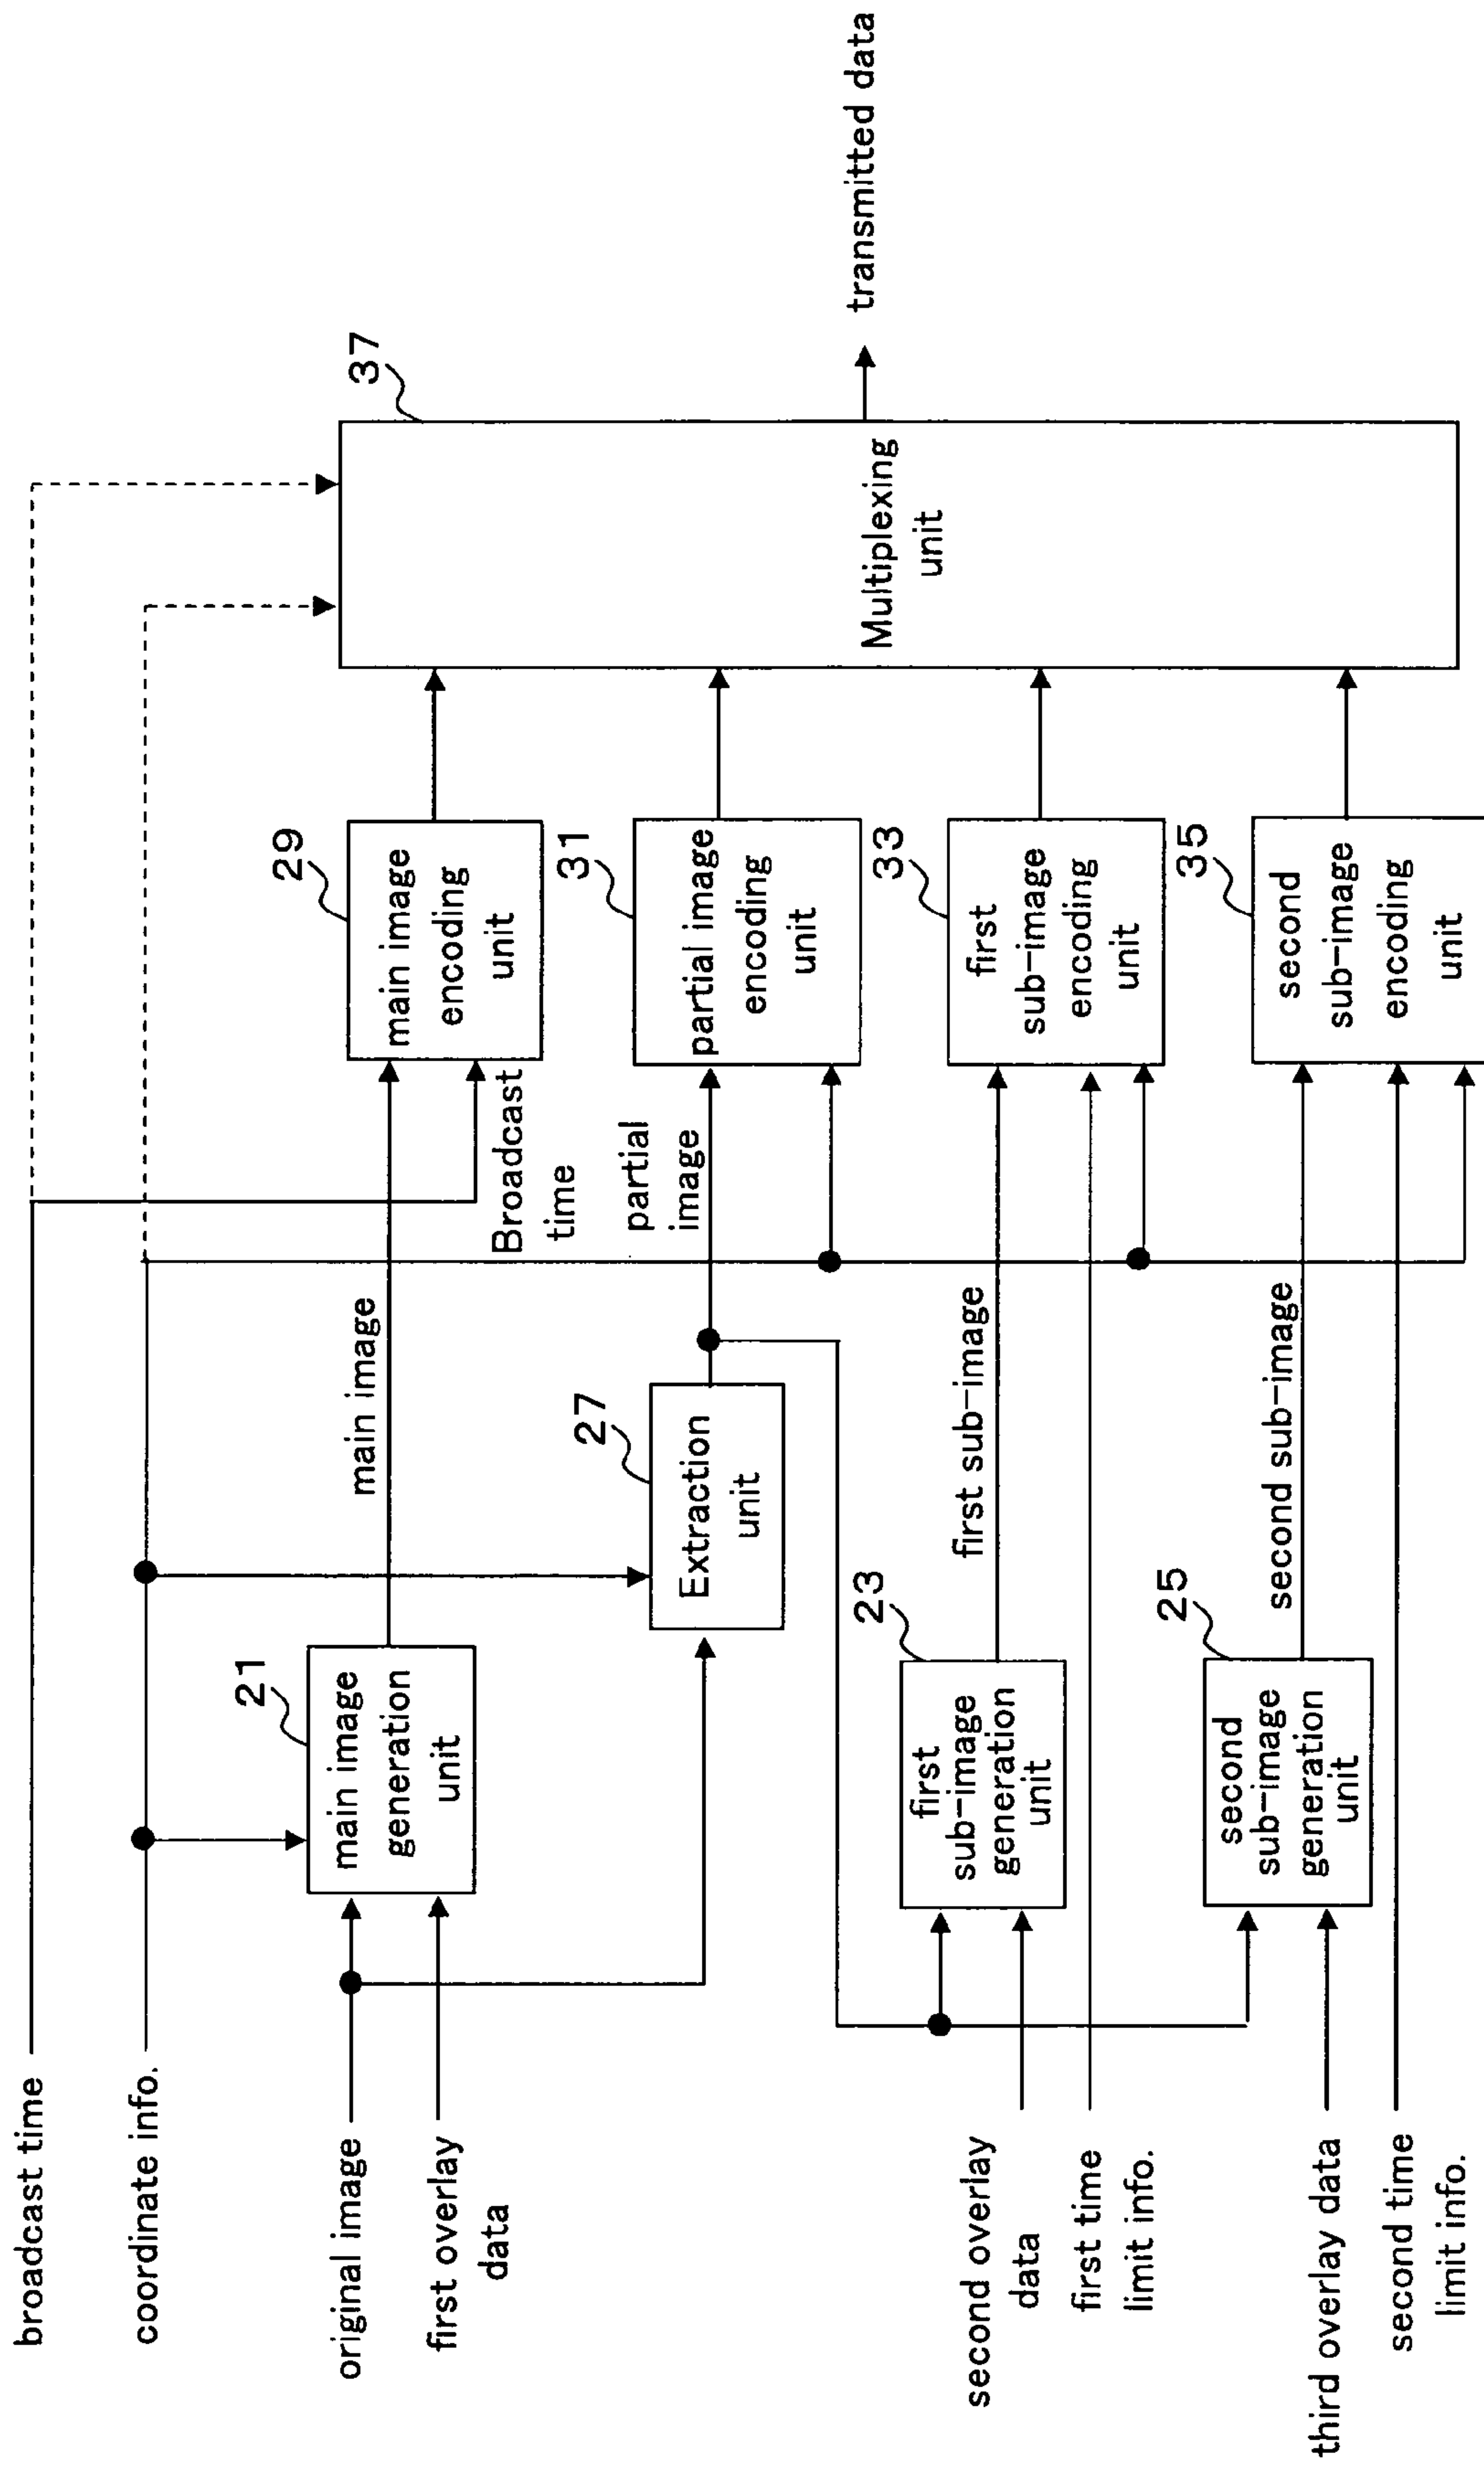 broadcast time
coordinate info.
original image
first overlay
data
21
main image
generation
unit
main image
Broadcast
time
29
main image
encoding
unit
27
Extraction
unit
partial
image
31
partial image
encoding
unit
second overlay
data
first time
limit info.
23
first
sub-image
generation
unit
first sub-image
33
first
sub-image
encoding
unit
third overlay data
second time
limit info.
25
second
sub-image
generation
unit
second sub-image
35
second
sub-image
encoding
unit
37
Multiplexing
unit
transmitted data